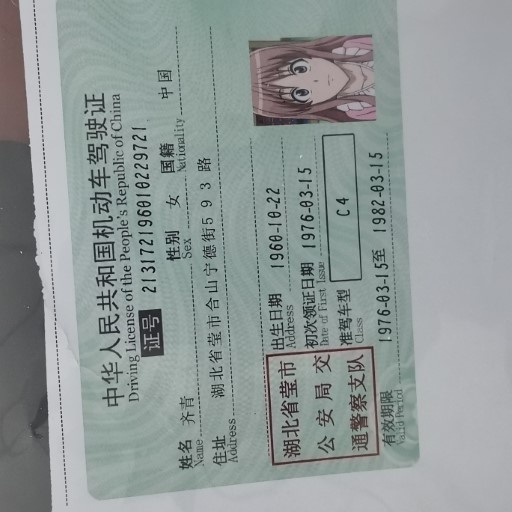 中华人民共和国机动车驾驶证
Driving License of the People's Republic of China
证号 213172196010229721
姓名 齐青 性别 女 国籍 中国
Name Sex Nationality
住址 湖北省莹市合山宁德街593路
Address
湖北省莹市
公安局交
通警察支队
出生日期 1960-10-22
Address
初次领证日期 1976-03-15
Date of First Issue
准驾车型 C4
Class
有效期限 1976-03-15至 1982-03-15
Valid Period